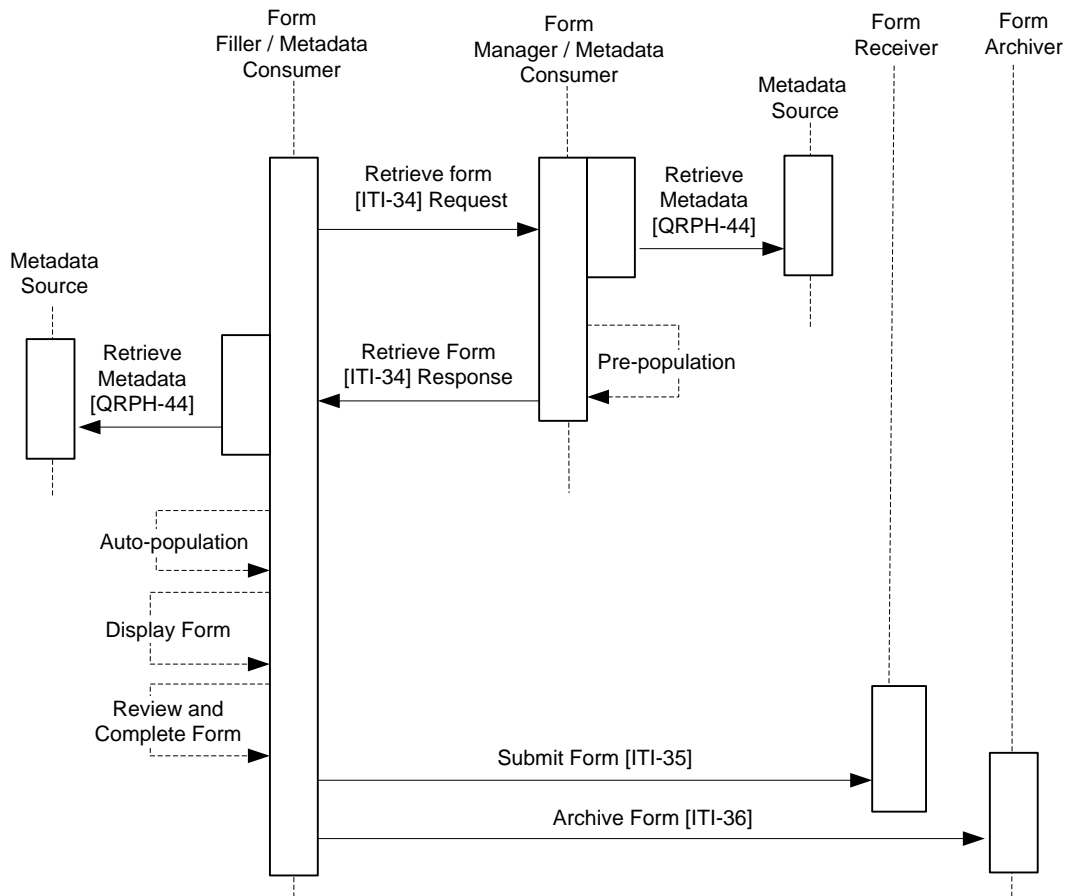 Form
Filler / Metadata
Consumer
Form
Manager / Metadata
Consumer
Form
Receiver
Form
Archiver
Metadata
Source
Retrieve form
[ITI-34] Request
Retrieve
Metadata
[QRPH-44]
Metadata
Source
Retrieve
Metadata
[QRPH-44]
Retrieve Form
[ITI-34] Response
Pre-population
Auto-population
Display Form
Review and
Complete Form
Submit Form [ITI-35]
Archive Form [ITI-36]